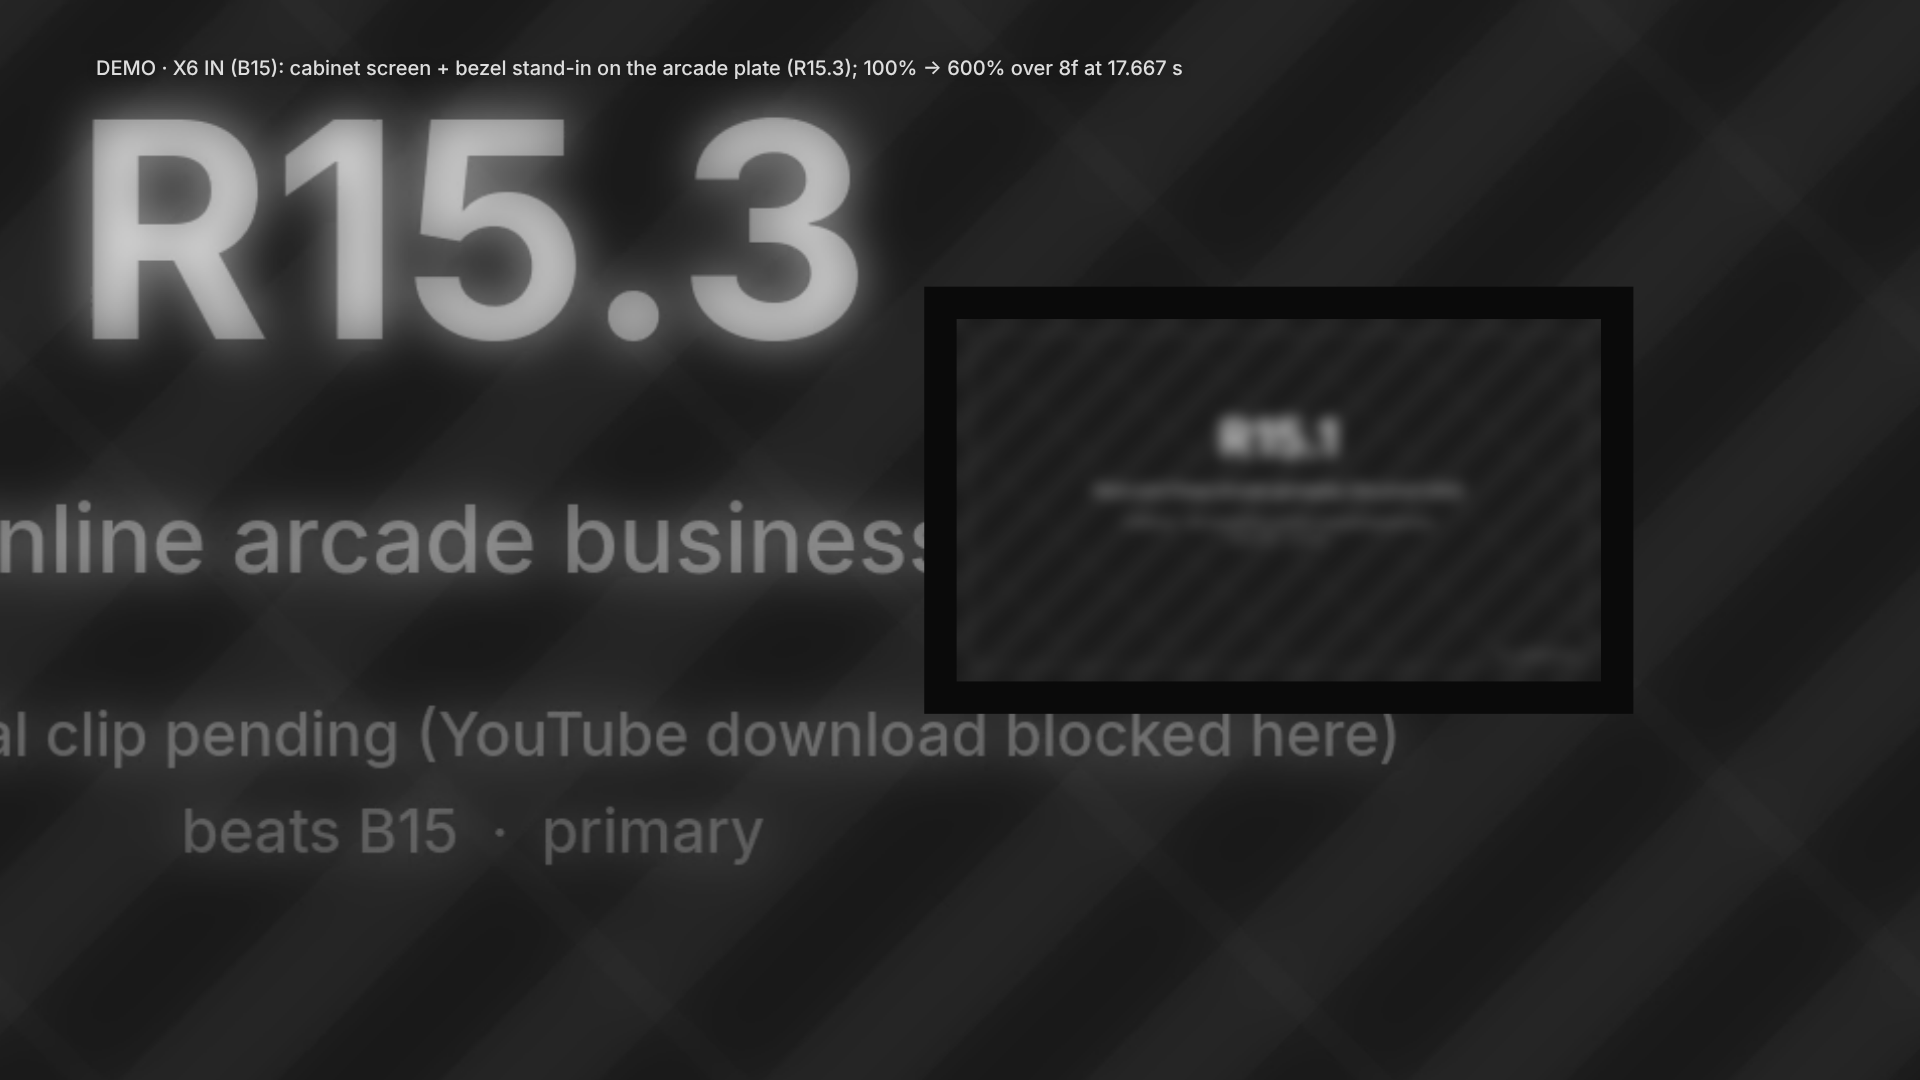 DEMO · X6 IN (B15): cabinet screen + bezel stand-in on the arcade plate (R15.3); 100% → 600% over 8f at 17.667 s
R15.3
R15.1
nline arcade business
al clip pending (YouTube download blocked here)
beats B15 · primary